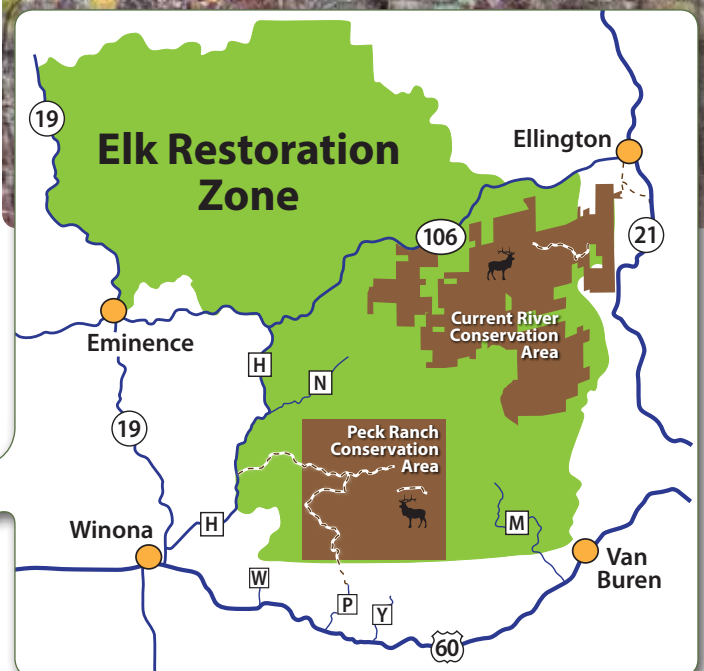 19
Elk Restoration
Zone
Ellington
106
21
Current River
Conservation
Area
Eminence
H
N
19
Peck Ranch
Conservation
Area
H
M
Winona
W
P
Y
Van
Buren
60